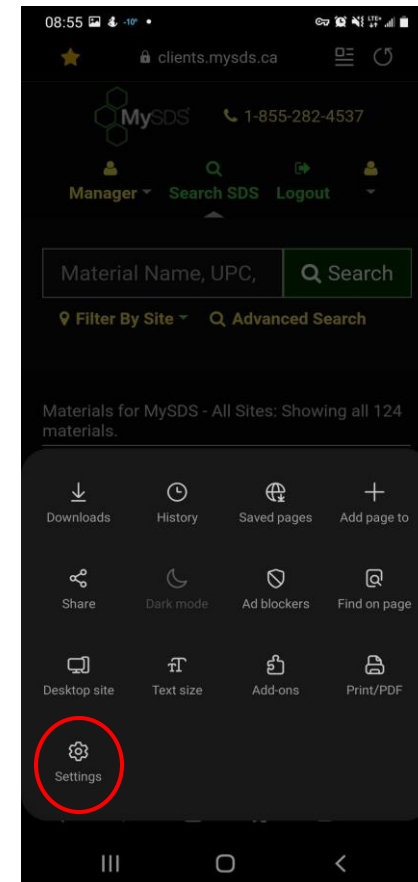 08:55 -10° • LTE+
clients.mysds.ca
MySDS 1-855-282-4537
Manager Search SDS Logout
Material Name, UPC, Search
Filter By Site Advanced Search
Materials for MySDS - All Sites: Showing all 124
materials.
Downloads History Saved pages Add page to
Share Dark mode Ad blockers Find on page
Desktop site Text size Add-ons Print/PDF
Settings